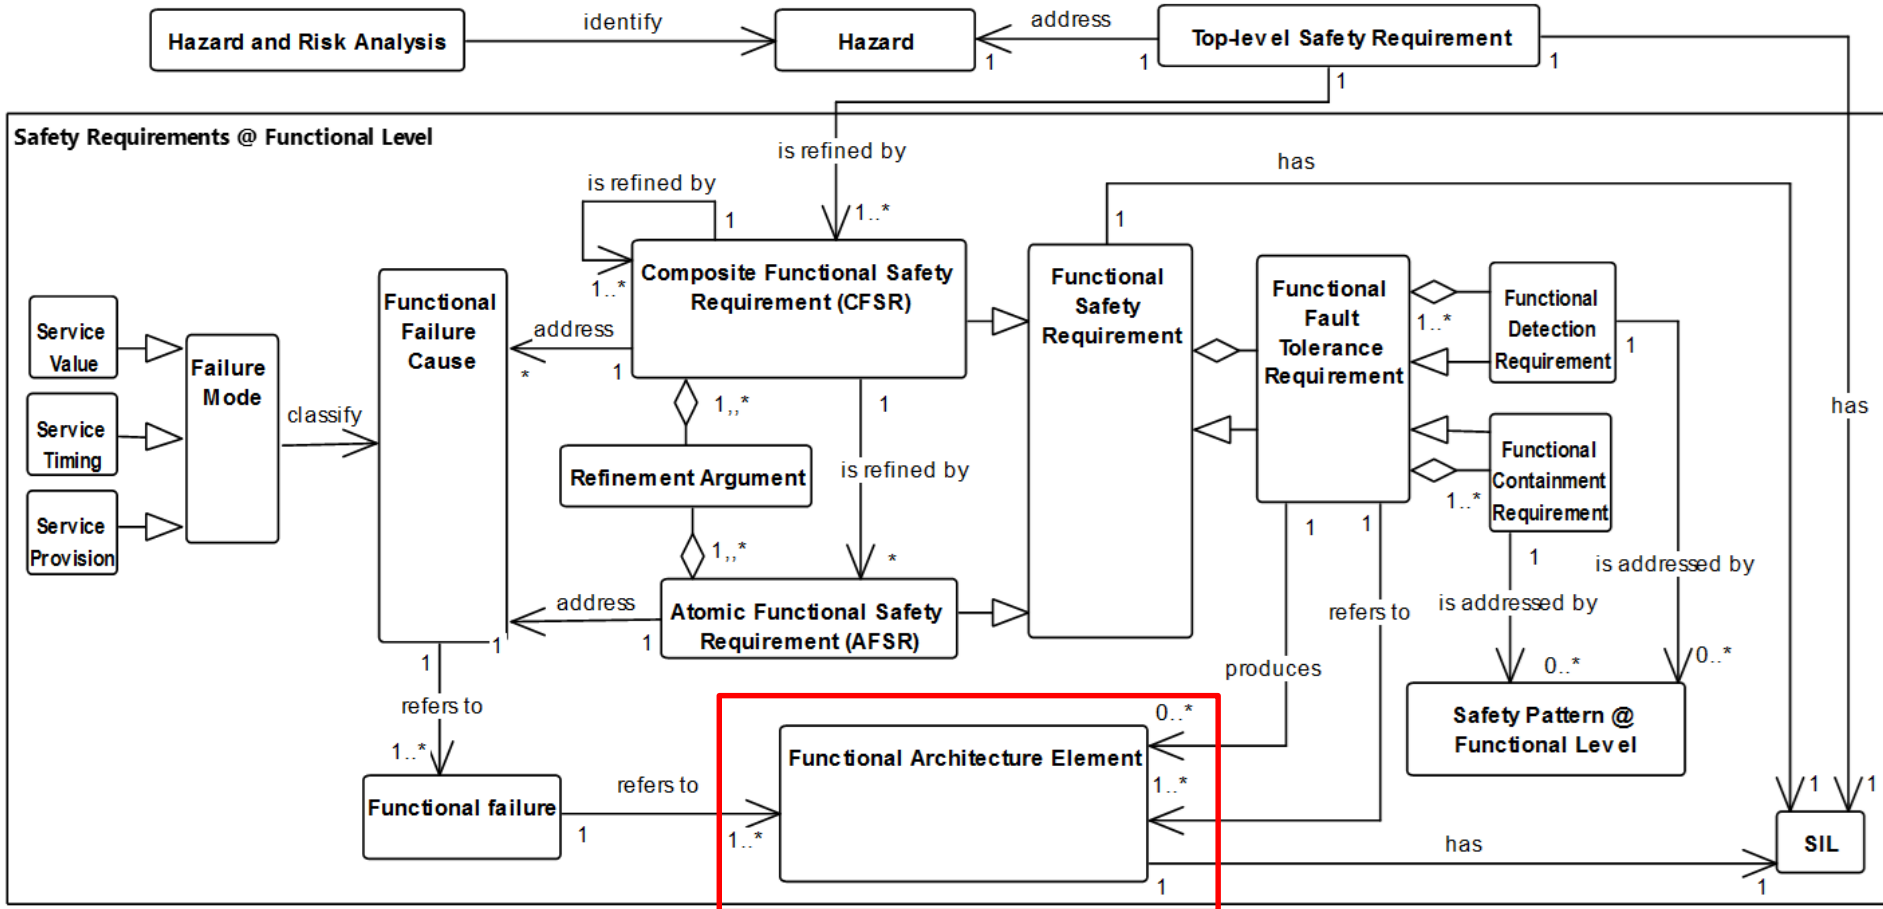 Hazard and Risk Analysis
identify
Hazard
1
address
1
Top-level Safety Requirement
1
1
Safety Requirements @ Functional Level
is refined by
1..*
is refined by
1
1..*
has
1
Service
Value
Service
Timing
Service
Provision
Failure
Mode
classify
Functional
Failure
Cause
address
*
1
Composite Functional Safety
Requirement (CFSR)
1,,*
1
Refinement Argument
is refined by
1,,*
*
address
1
1
Atomic Functional Safety
Requirement (AFSR)
Functional
Safety
Requirement
Functional
Fault
Tolerance
Requirement
1..*
Functional
Detection
Requirement
1
1..*
Functional
Containment
Requirement
1
has
1
1
is addressed by
is addressed by
refers to
produces
0..*
0..*
Safety Pattern @
Functional Level
1
refers to
1..*
Functional failure
1
refers to
1..*
0..*
Functional Architecture Element
1..*
1
has
1
1
1
SIL